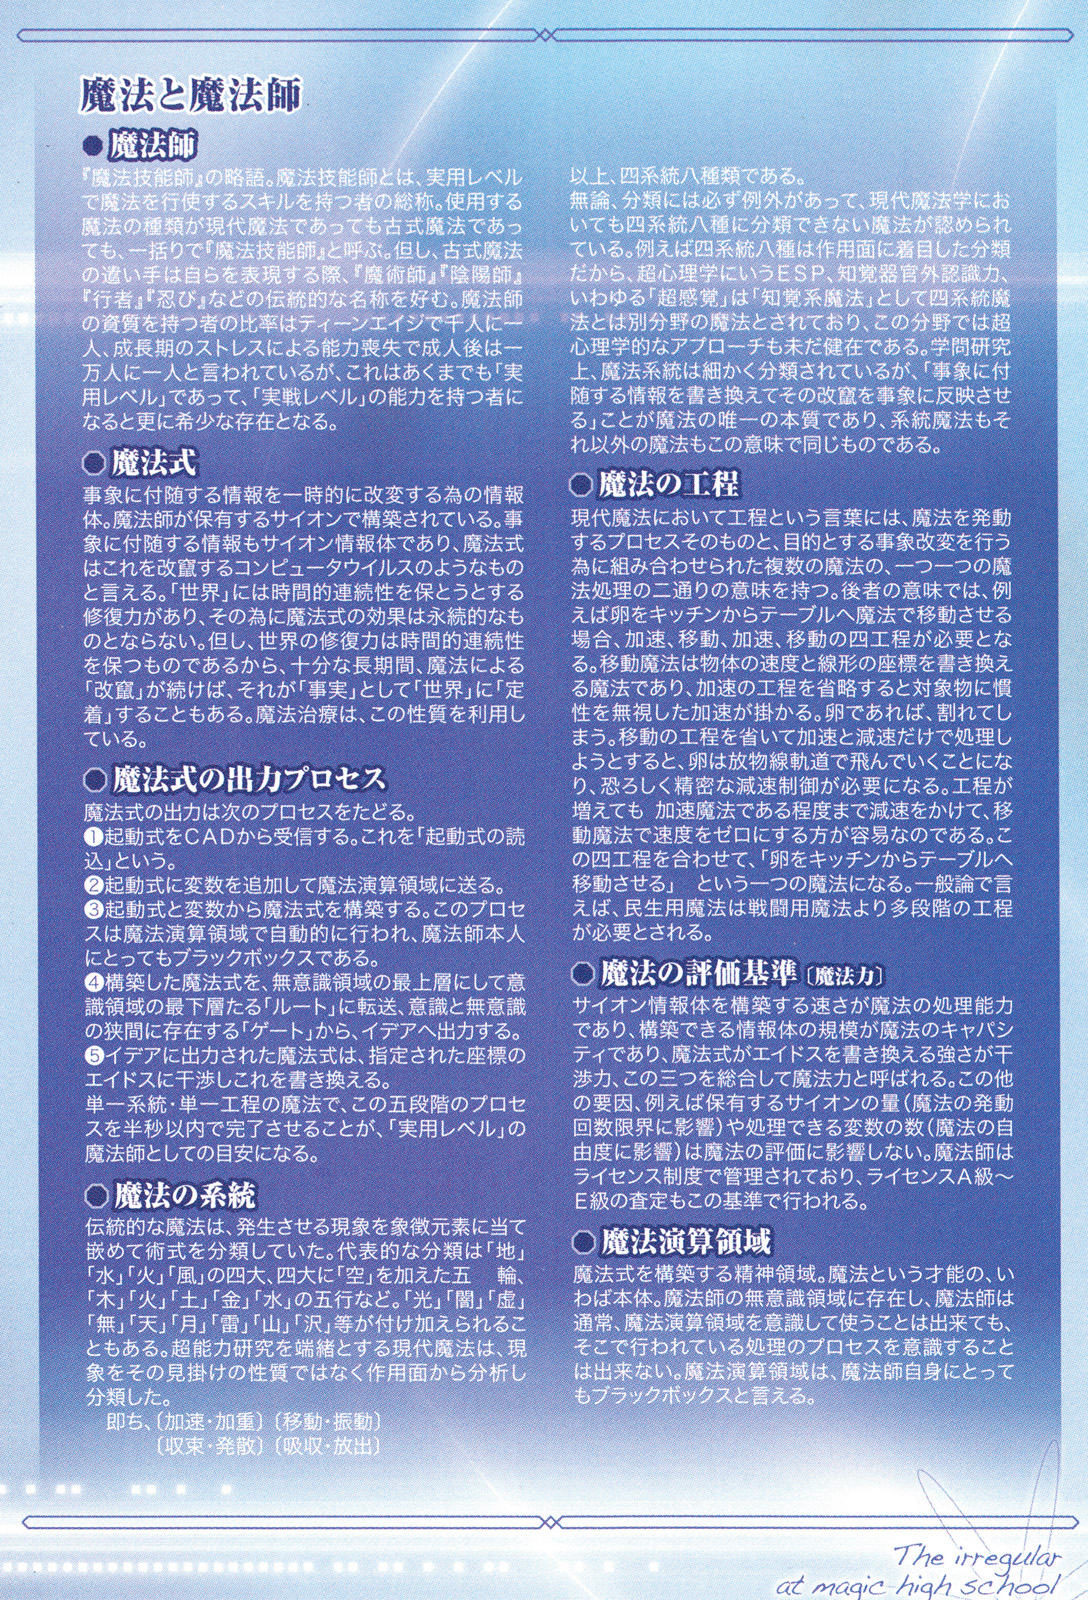 魔法と魔法師
●魔法師
『魔法技能師』の略語。魔法技能師とは、実用レベル
で魔法を行使するスキルを持つ者の総称。使用する
魔法の種類が現代魔法であっても古式魔法であっ
ても、一括りで『魔法技能師』と呼ぶ。但し、古式魔法
の遣い手は自らを表現する際、『魔術師』『陰陽師』
『行者』『忍び』などの伝統的な名称を好む。魔法師
の資質を持つ者の比率はティーンエイジで千人に一
人、成長期のストレスによる能力喪失で成人後は一
万人に一人と言われているが、これはあくまでも「実
用レベル」であって、「実戦レベル」の能力を持つ者に
なると更に希少な存在となる。
●魔法式
事象に付随する情報を一時的に改変する為の情報
体。魔法師が保有するサイオンで構築されている。事
象に付随する情報もサイオン情報体であり、魔法式
はこれを改竄するコンピュータウイルスのようなもの
と言える。「世界」には時間的連続性を保とうとする
修復力があり、その為に魔法式の効果は永続的なも
のとならない。但し、世界の修復力は時間的連続性
を保つものであるから、十分な長期間、魔法による
「改竄」が続けば、それが「事実」として「世界」に「定
着」することもある。魔法治療は、この性質を利用し
ている。
●魔法式の出力プロセス
魔法式の出力は次のプロセスをたどる。
❶起動式をCADから受信する。これを「起動式の読
込」という。
❷起動式に変数を追加して魔法演算領域に送る。
❸起動式と変数から魔法式を構築する。このプロセ
スは魔法演算領域で自動的に行われ、魔法師本人
にとってもブラックボックスである。
❹構築した魔法式を、無意識領域の最上層にして意
識領域の最下層たる「ルート」に転送、意識と無意識
の狭間に存在する「ゲート」から、イデアへ出力する。
❺イデアに出力された魔法式は、指定された座標の
エイドスに干渉しこれを書き換える。
単一系統・単一工程の魔法で、この五段階のプロセ
スを半秒以内で完了させることが、「実用レベル」の
魔法師としての目安になる。
●魔法の系統
伝統的な魔法は、発生させる現象を象徴元素に当て
嵌めて術式を分類していた。代表的な分類は「地」
「水」「火」「風」の四大、四大に「空」を加えた五　輪、
「木」「火」「土」「金」「水」の五行など。「光」「闇」「虚」
「無」「天」「月」「雷」「山」「沢」等が付け加えられるこ
ともある。超能力研究を端緒とする現代魔法は、現
象をその見掛けの性質ではなく作用面から分析し
分類した。
即ち、〔加速・加重〕〔移動・振動〕
〔収束・発散〕〔吸収・放出〕
以上、四系統八種類である。
無論、分類には必ず例外があって、現代魔法学にお
いても四系統八種に分類できない魔法が認められ
ている。例えば四系統八種は作用面に着目した分類
だから、超心理学にいうESP、知覚器官外認識力、
いわゆる「超感覚」は「知覚系魔法」として四系統魔
法とは別分野の魔法とされており、この分野では超
心理学的なアプローチも未だ健在である。学問研究
上、魔法系統は細かく分類されているが、「事象に付
随する情報を書き換えてその改竄を事象に反映させ
る」ことが魔法の唯一の本質であり、系統魔法もそ
れ以外の魔法もこの意味で同じものである。
●魔法の工程
現代魔法において工程という言葉には、魔法を発動
するプロセスそのものと、目的とする事象改変を行う
為に組み合わせられた複数の魔法の、一つ一つの魔
法処理の二通りの意味を持つ。後者の意味では、例
えば卵をキッチンからテーブルへ魔法で移動させる
場合、加速、移動、加速、移動の四工程が必要とな
る。移動魔法は物体の速度と線形の座標を書き換え
る魔法であり、加速の工程を省略すると対象物に慣
性を無視した加速が掛かる。卵であれば、割れてし
まう。移動の工程を省いて加速と減速だけで処理し
ようとすると、卵は放物線軌道で飛んでいくことにな
り、恐ろしく精密な減速制御が必要になる。工程が
増えても 加速魔法である程度まで減速をかけて、移
動魔法で速度をゼロにする方が容易なのである。こ
の四工程を合わせて、「卵をキッチンからテーブルへ
移動させる」　という一つの魔法になる。一般論で言
えば、民生用魔法は戦闘用魔法より多段階の工程
が必要とされる。
●魔法の評価基準〔魔法力〕
サイオン情報体を構築する速さが魔法の処理能力
であり、構築できる情報体の規模が魔法のキャパシ
ティであり、魔法式がエイドスを書き換える強さが干
渉力、この三つを総合して魔法力と呼ばれる。この他
の要因、例えば保有するサイオンの量（魔法の発動
回数限界に影響）や処理できる変数の数（魔法の自
由度に影響）は魔法の評価に影響しない。魔法師は
ライセンス制度で管理されており、ライセンスA級～
E級の査定もこの基準で行われる。
●魔法演算領域
魔法式を構築する精神領域。魔法という才能の、い
わば本体。魔法師の無意識領域に存在し、魔法師は
通常、魔法演算領域を意識して使うことは出来ても、
そこで行われている処理のプロセスを意識すること
は出来ない。魔法演算領域は、魔法師自身にとって
もブラックボックスと言える。
The irregular
at magic high school